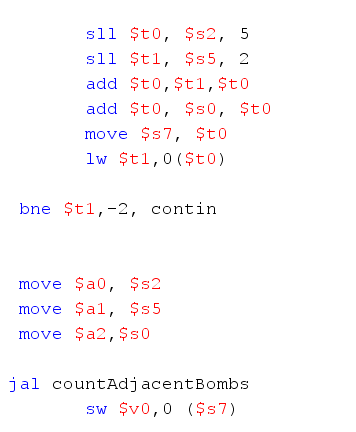 sll $t0, $s2, 5
sll $t1, $s5, 2
add $t0,$t1,$t0
add $t0, $s0, $t0
move $s7, $t0
lw $t1,0($t0)
bne $t1,-2, contin
move $a0, $s2
move $a1, $s5
move $a2,$s0
jal countAdjacentBombs
sw $v0,0 ($s7)